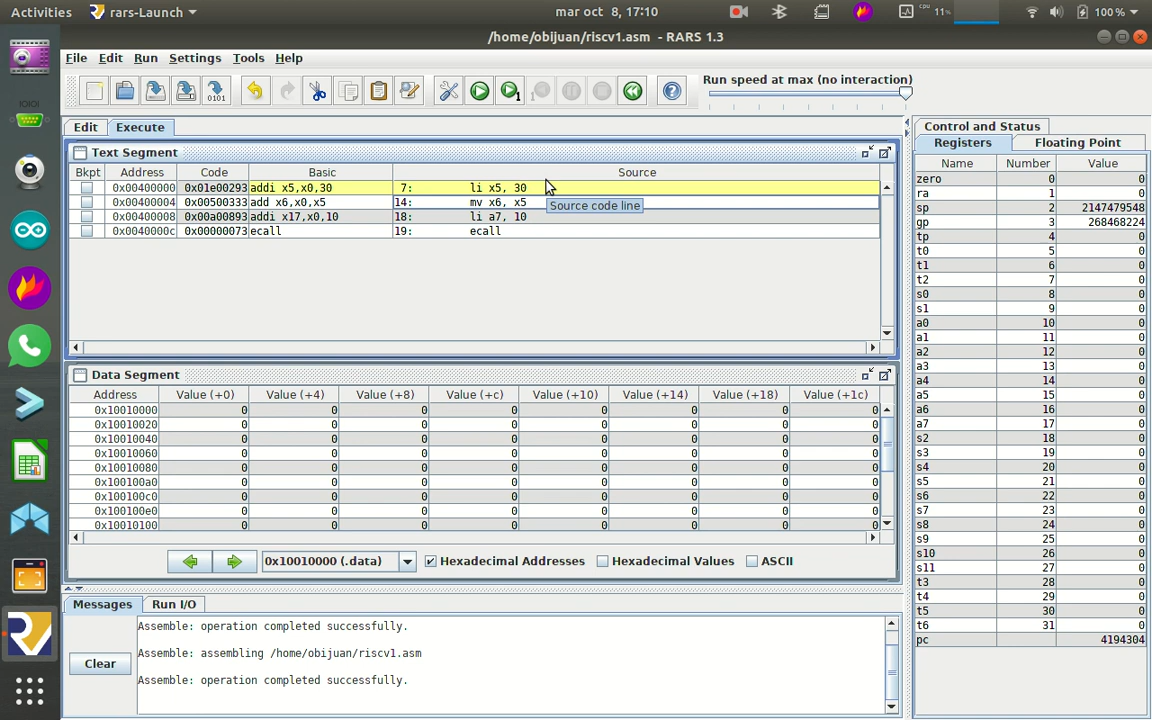 Activities rars-Launch mar oct 8, 17:10 cpu 11% 100%
/home/obijuan/riscv1.asm - RARS 1.3
File Edit Run Settings Tools Help
Run speed at max (no interaction)
Edit Execute
Text Segment
Bkpt Address Code Basic Source
0x00400000 0x01e00293 addi x5,x0,30 7: li x5, 30
0x00400004 0x00500333 add x6,x0,x5 14: mv x6, x5
0x00400008 0x00a00893 addi x17,x0,10 18: li a7, 10
0x0040000c 0x00000073 ecall 19: ecall
Source code line
Data Segment
Address Value (+0) Value (+4) Value (+8) Value (+c) Value (+10) Value (+14) Value (+18) Value (+1c)
0x10010000 0 0 0 0 0 0 0 0
0x10010020 0 0 0 0 0 0 0 0
0x10010040 0 0 0 0 0 0 0 0
0x10010060 0 0 0 0 0 0 0 0
0x10010080 0 0 0 0 0 0 0 0
0x100100a0 0 0 0 0 0 0 0 0
0x100100c0 0 0 0 0 0 0 0 0
0x100100e0 0 0 0 0 0 0 0 0
0x10010100 0 0 0 0 0 0 0 0
0x10010000 (.data) Hexadecimal Addresses Hexadecimal Values ASCII
Messages Run I/O
Assemble: operation completed successfully.
Assemble: assembling /home/obijuan/riscv1.asm
Assemble: operation completed successfully.
Clear
Control and Status
Registers Floating Point
Name Number Value
zero 0 0
ra 1 0
sp 2 2147479548
gp 3 268468224
tp 4 0
t0 5 0
t1 6 0
t2 7 0
s0 8 0
s1 9 0
a0 10 0
a1 11 0
a2 12 0
a3 13 0
a4 14 0
a5 15 0
a6 16 0
a7 17 0
s2 18 0
s3 19 0
s4 20 0
s5 21 0
s6 22 0
s7 23 0
s8 24 0
s9 25 0
s10 26 0
s11 27 0
t3 28 0
t4 29 0
t5 30 0
t6 31 0
pc 4194304